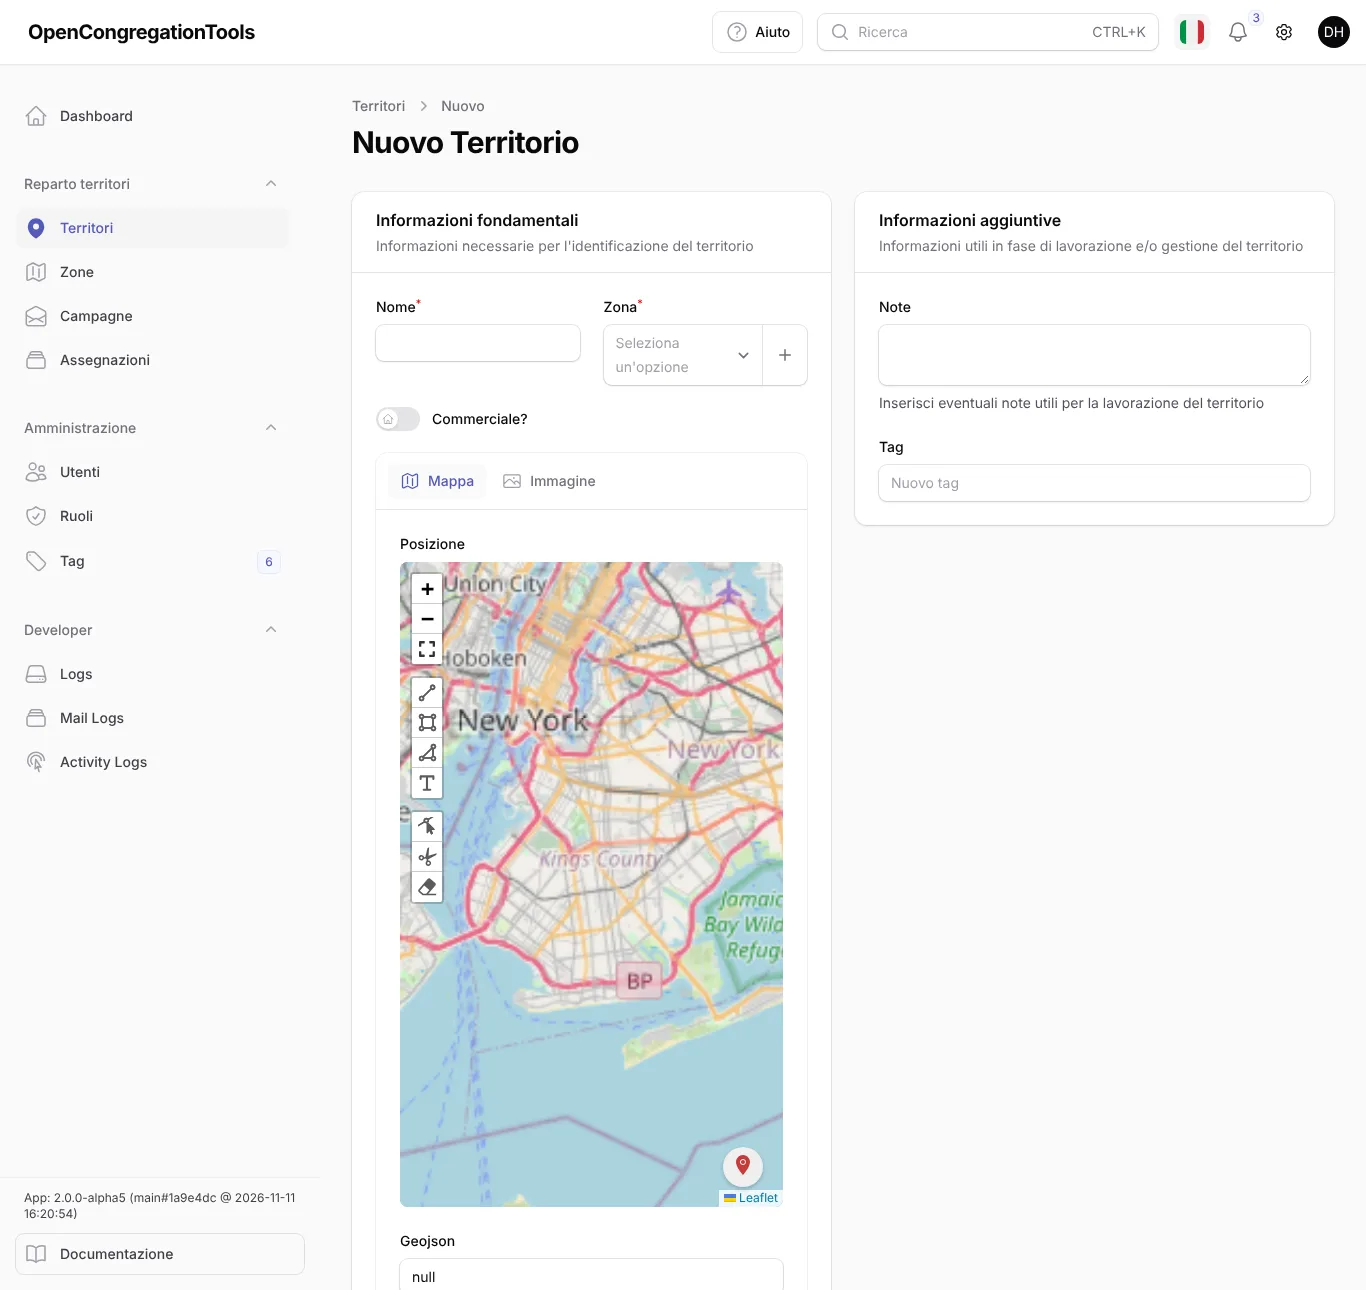 OpenCongregationTools
Aiuto
Ricerca
CTRL+K
3
DH
Dashboard
Reparto territori
Territori
Zone
Campagne
Assegnazioni
Amministrazione
Utenti
Ruoli
Tag
6
Developer
Logs
Mail Logs
Activity Logs
App: 2.0.0-alpha5 (main#1a9e4dc @ 2026-11-11
16:20:54)
Documentazione
Territori
Nuovo
Nuovo Territorio
Informazioni fondamentali
Informazioni necessarie per l'identificazione del territorio
Nome*
Zona*
Seleziona
un'opzione
Commerciale?
Mappa
Immagine
Posizione
Union City
Hoboken
New York
New York
Kings County
Jamaic
Bay Wild
Refug
BP
Leaflet
Geojson
null
Informazioni aggiuntive
Informazioni utili in fase di lavorazione e/o gestione del territorio
Note
Inserisci eventuali note utili per la lavorazione del territorio
Tag
Nuovo tag